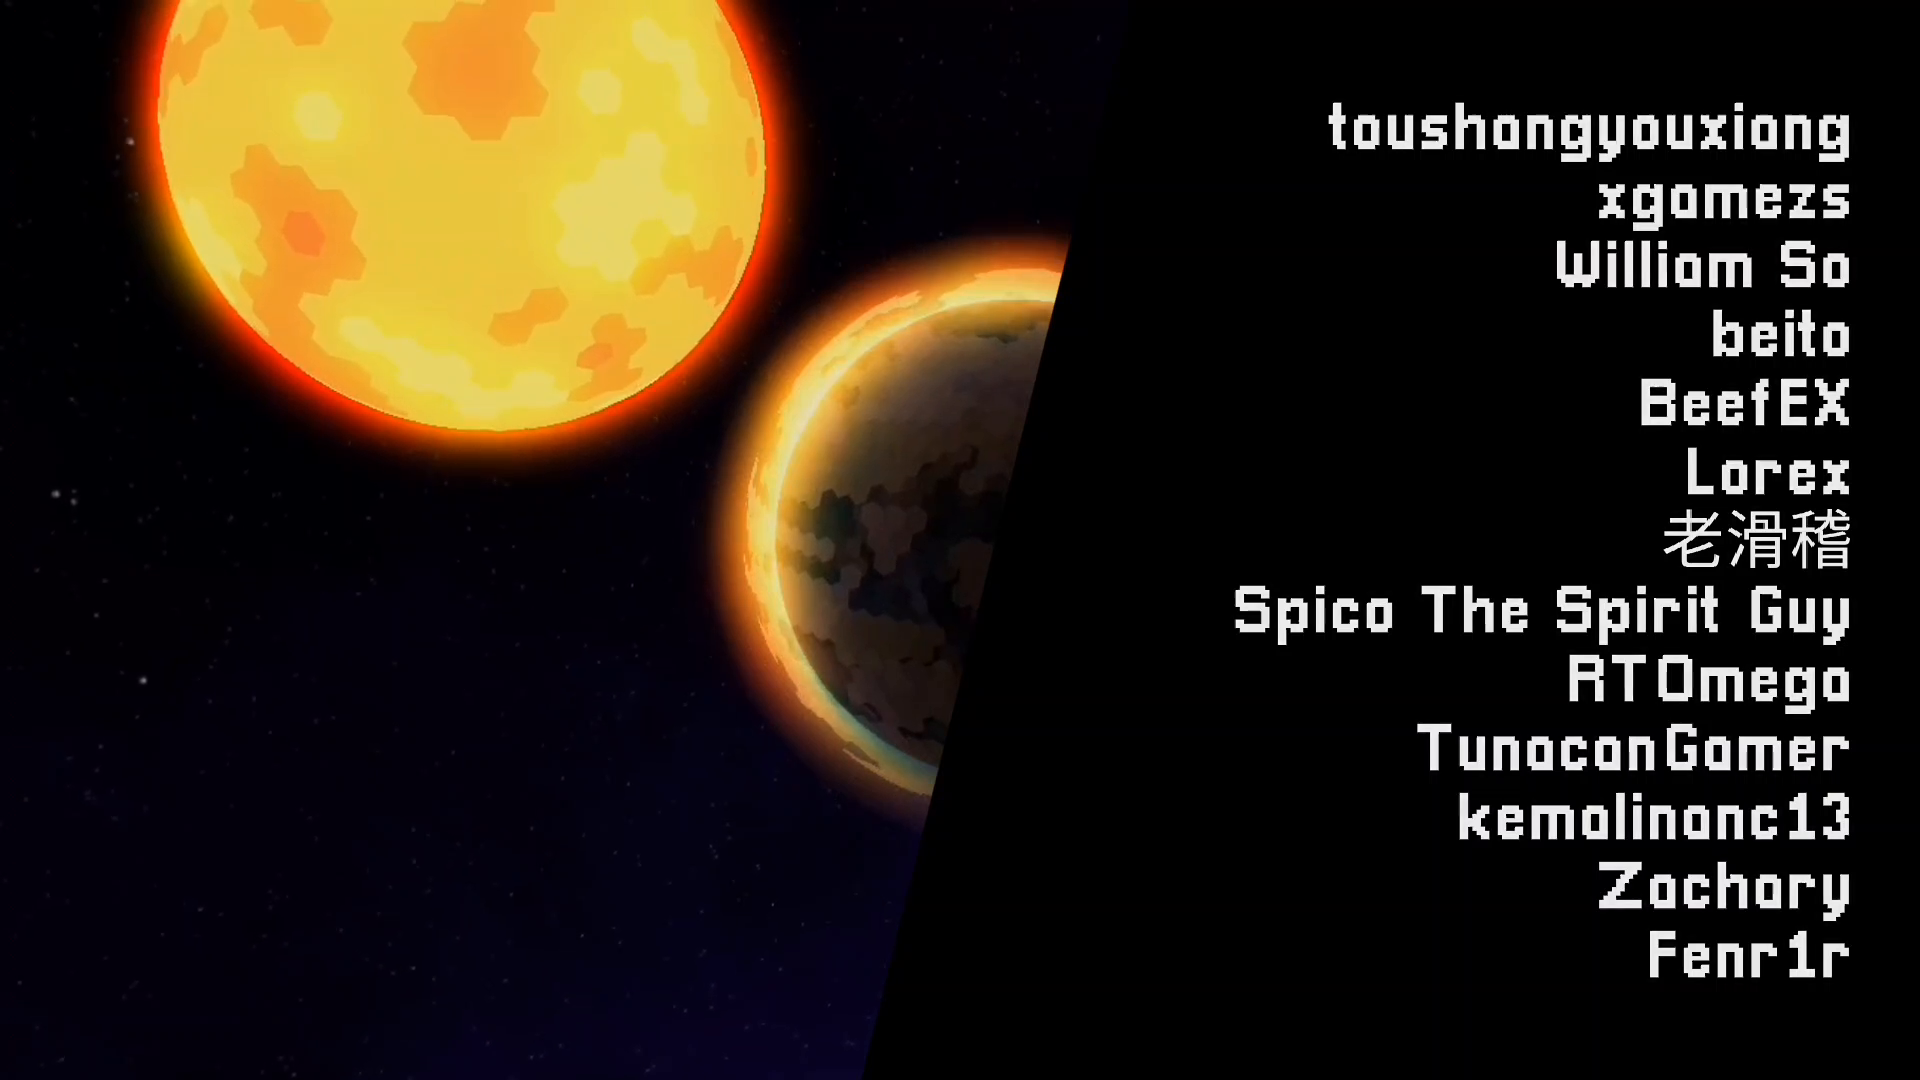 toushangyouxiang
xgamezs
William So
beito
BeefEX
Lorex
老滑稽
Spico The Spirit Guy
RTOmega
TunacanGamer
kemalinanc13
Zachary
Fenr1r